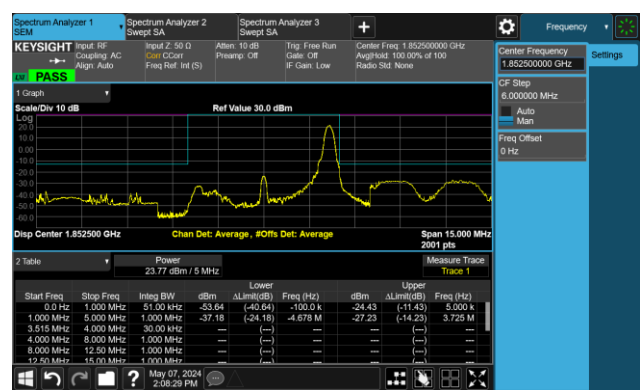 Spectrum Analyzer 1
SEM
Spectrum Analyzer 2
Swept SA
Spectrum Analyzer 3
Swept SA
Frequency
KEYSIGHT
Input: RF
Coupling: AC
Align: Auto
Input Z: 50 Ω
Corr CCorr
Freq Ref: Int (S)
Atten: 10 dB
Preamp: Off
Trig: Free Run
Gate: Off
IF Gain: Low
Center Freq: 1.852500000 GHz
Avg|Hold: 100.00% of 100
Radio Std: None
PASS
Center Frequency
1.852500000 GHz
Settings
CF Step
6.000000 MHz
Auto
Man
Freq Offset
0 Hz
1 Graph
Scale/Div 10 dB
Ref Value 30.0 dBm
Log
20.0
10.0
0.00
-10.0
-20.0
-30.0
-40.0
-50.0
-60.0
Disp Center 1.852500 GHz
Chan Det: Average, #Offs Det: Average
Span 15.000 MHz
2001 pts
2 Table
Power
23.77 dBm / 5 MHz
Measure Trace
Trace 1
Lower Upper
Start Freq Stop Freq Integ BW dBm ΔLimit(dB) Freq (Hz) dBm ΔLimit(dB) Freq (Hz)
0.0 Hz 1.000 MHz 51.00 kHz -53.64 (-40.64) -100.0 k -24.43 (-11.43) 5.000 k
1.000 MHz 5.000 MHz 1.000 MHz -37.18 (-24.18) -4.678 M -27.23 (-14.23) 3.725 M
3.515 MHz 4.000 MHz 30.00 kHz --- (---) --- --- (---) ---
4.000 MHz 8.000 MHz 1.000 MHz --- (---) --- --- (---) ---
8.000 MHz 12.50 MHz 1.000 MHz --- (---) --- --- (---) ---
12.50 MHz 15.00 MHz 1.000 MHz --- (---) --- --- (---) ---
?
May 07, 2024
2:08:29 PM